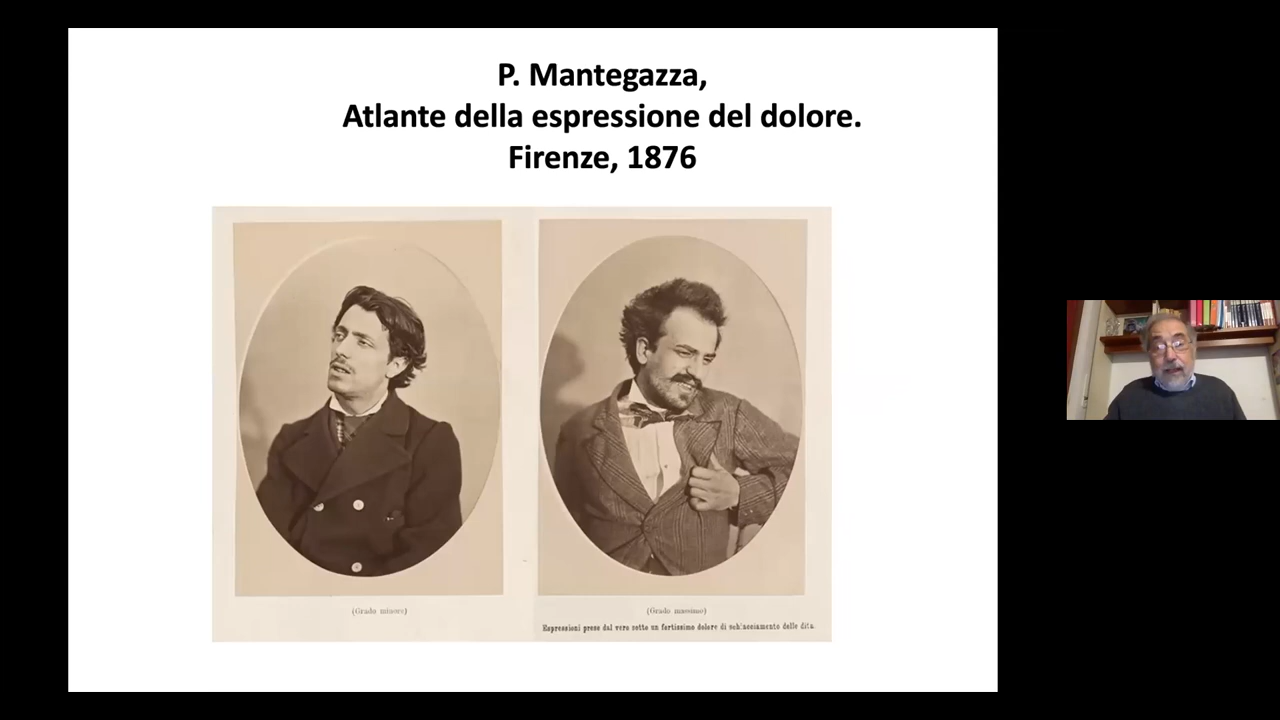 P. Mantegazza,
Atlante della espressione del dolore.
Firenze, 1876
(Grado minore)
(Grado massimo)
Espressioni prese dal vero sotto un fortissimo dolore di schiacciamento delle dita.